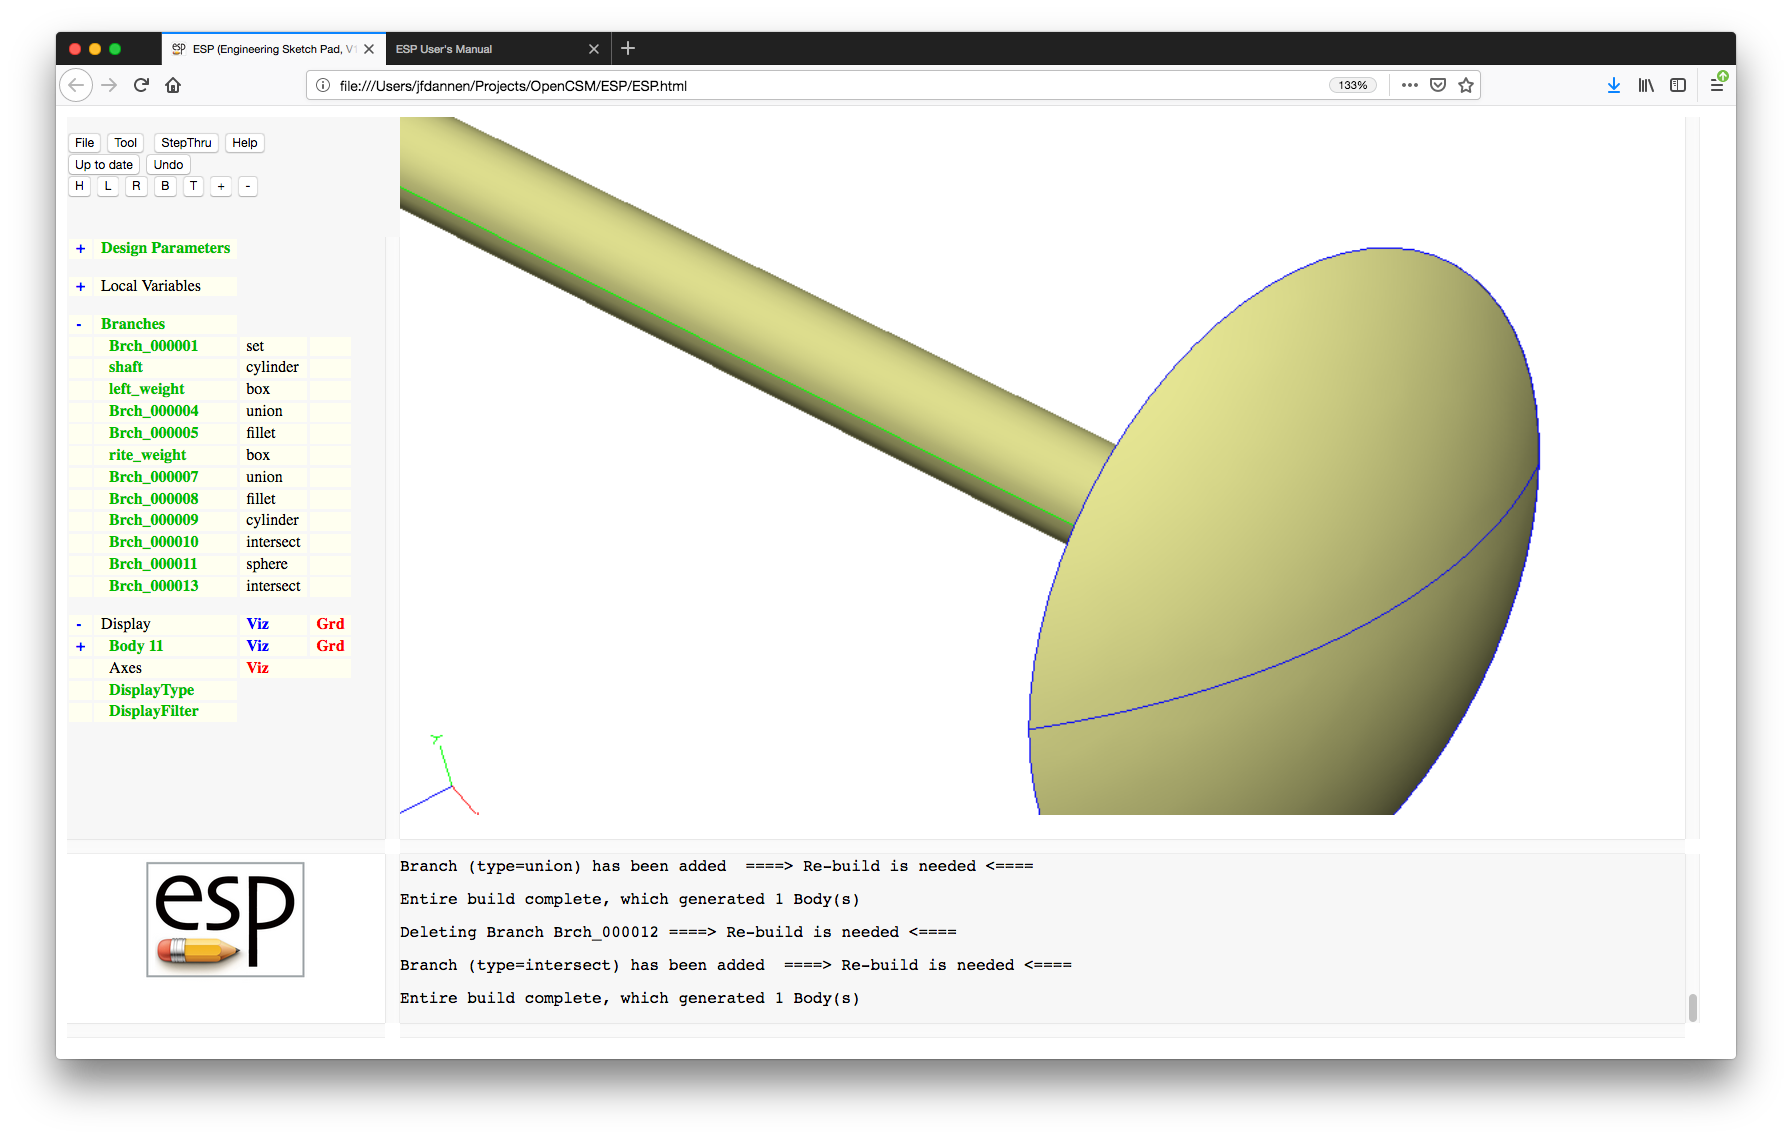 ESP (Engineering Sketch Pad, V1
ESP User's Manual
file:///Users/jfdannen/Projects/OpenCSM/ESP/ESP.html
133%
File Tool StepThru Help
Up to date Undo
H L R B T + -
+ Design Parameters
+ Local Variables
- Branches
Brch_000001 set
shaft cylinder
left_weight box
Brch_000004 union
Brch_000005 fillet
rite_weight box
Brch_000007 union
Brch_000008 fillet
Brch_000009 cylinder
Brch_000010 intersect
Brch_000011 sphere
Brch_000013 intersect
- Display Viz Grd
+ Body 11 Viz Grd
Axes Viz
DisplayType
DisplayFilter
Y
esp
Branch (type=union) has been added ====> Re-build is needed <====
Entire build complete, which generated 1 Body(s)
Deleting Branch Brch_000012 ====> Re-build is needed <====
Branch (type=intersect) has been added ====> Re-build is needed <====
Entire build complete, which generated 1 Body(s)